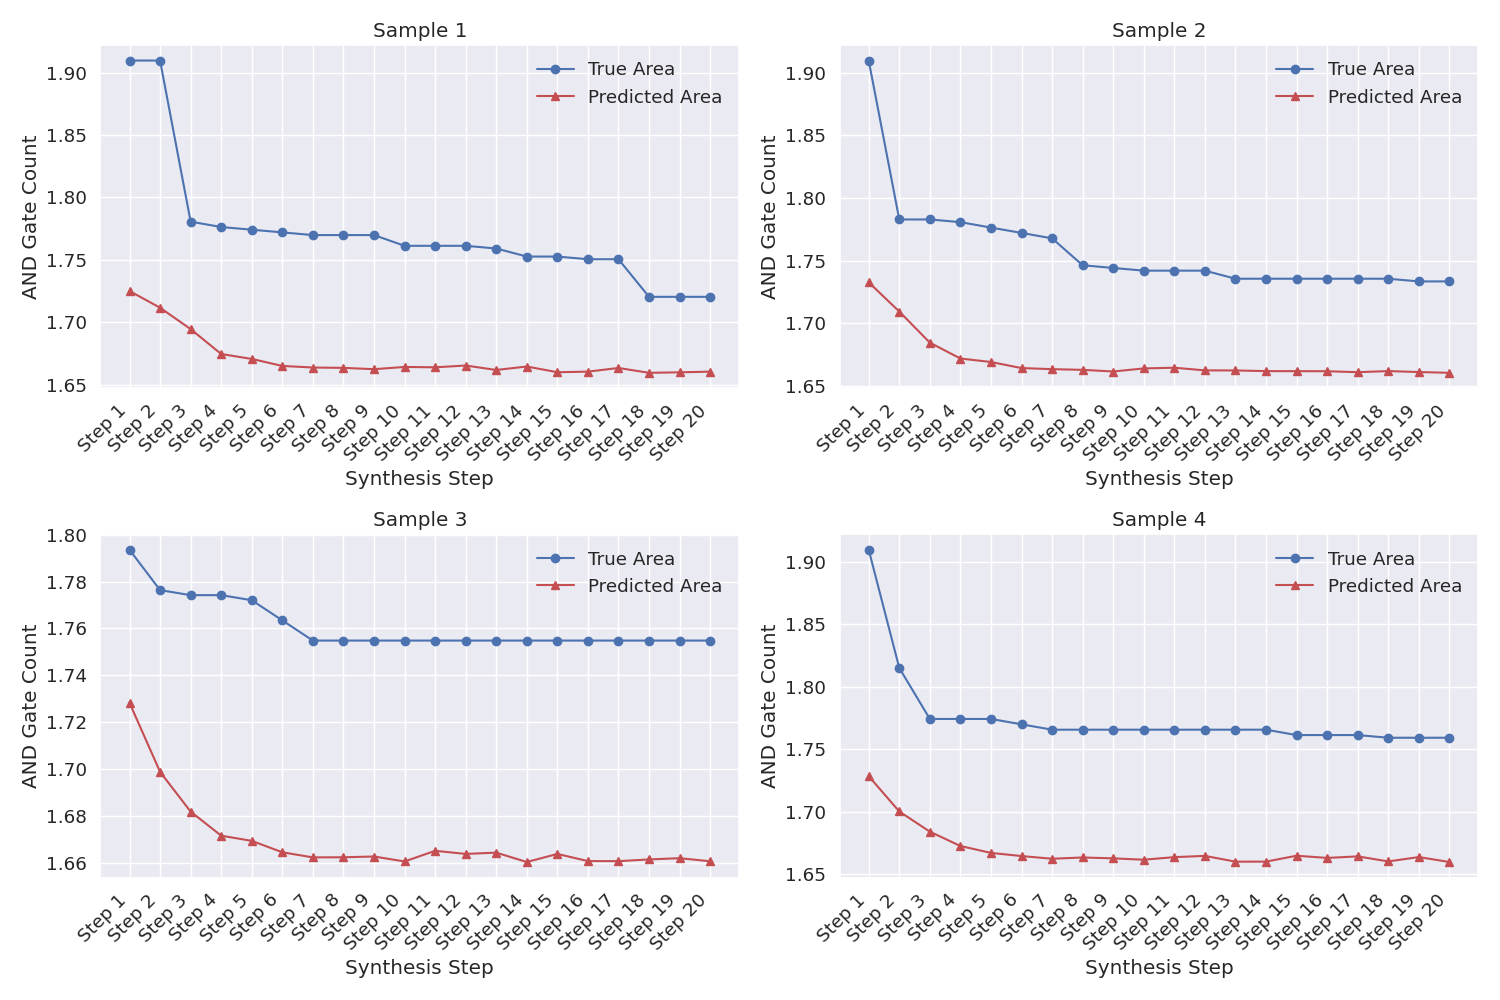 Sample 1
AND Gate Count
1.90
1.85
1.80
1.75
1.70
1.65
True Area
Predicted Area
Step 1
Step 2
Step 3
Step 4
Step 5
Step 6
Step 7
Step 8
Step 9
Step 10
Step 11
Step 12
Step 13
Step 14
Step 15
Step 16
Step 17
Step 18
Step 19
Step 20
Synthesis Step
Sample 2
AND Gate Count
1.90
1.85
1.80
1.75
1.70
1.65
True Area
Predicted Area
Step 1
Step 2
Step 3
Step 4
Step 5
Step 6
Step 7
Step 8
Step 9
Step 10
Step 11
Step 12
Step 13
Step 14
Step 15
Step 16
Step 17
Step 18
Step 19
Step 20
Synthesis Step
Sample 3
AND Gate Count
1.80
1.78
1.76
1.74
1.72
1.70
1.68
1.66
True Area
Predicted Area
Step 1
Step 2
Step 3
Step 4
Step 5
Step 6
Step 7
Step 8
Step 9
Step 10
Step 11
Step 12
Step 13
Step 14
Step 15
Step 16
Step 17
Step 18
Step 19
Step 20
Synthesis Step
Sample 4
AND Gate Count
1.90
1.85
1.80
1.75
1.70
1.65
True Area
Predicted Area
Step 1
Step 2
Step 3
Step 4
Step 5
Step 6
Step 7
Step 8
Step 9
Step 10
Step 11
Step 12
Step 13
Step 14
Step 15
Step 16
Step 17
Step 18
Step 19
Step 20
Synthesis Step